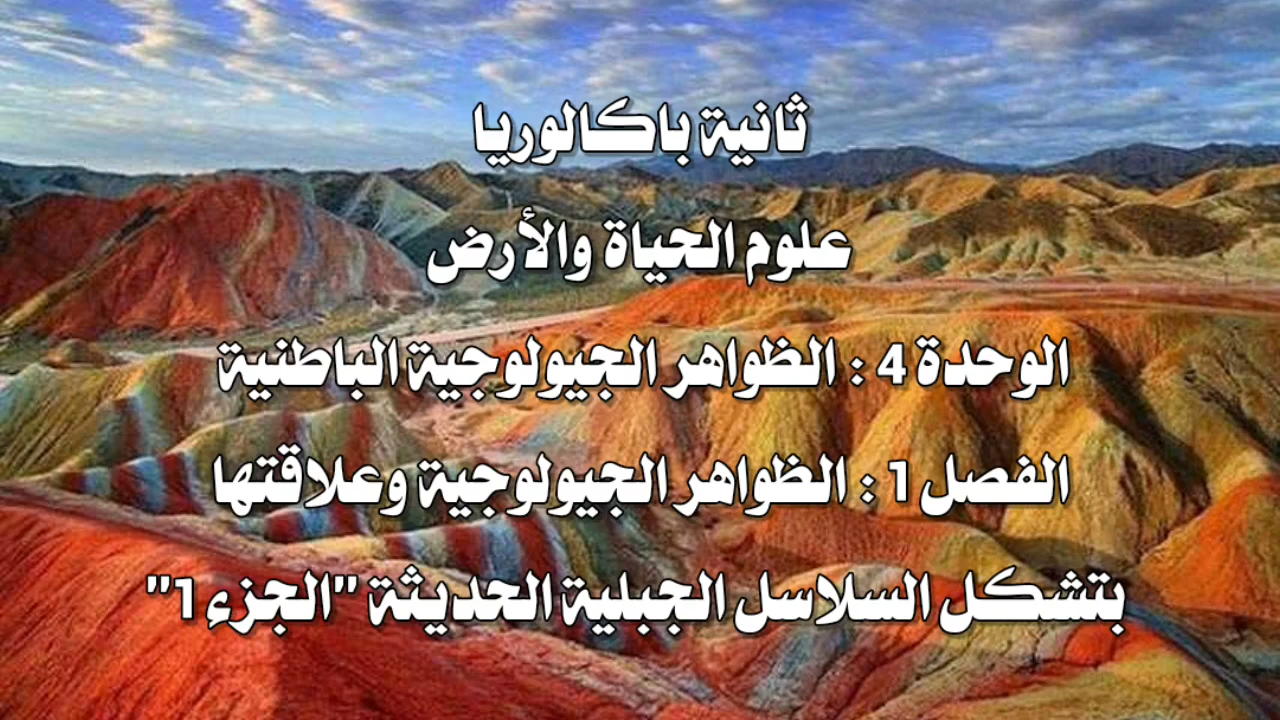 ثانية باكالوريا
علوم الحياة والأرض
الوحدة 4 : الظواهر الجيولوجية الباطنية
الفصل 1 : الظواهر الجيولوجية وعلاقتها
بتشكل السلاسل الجبلية الحديثة "الجزء 1"